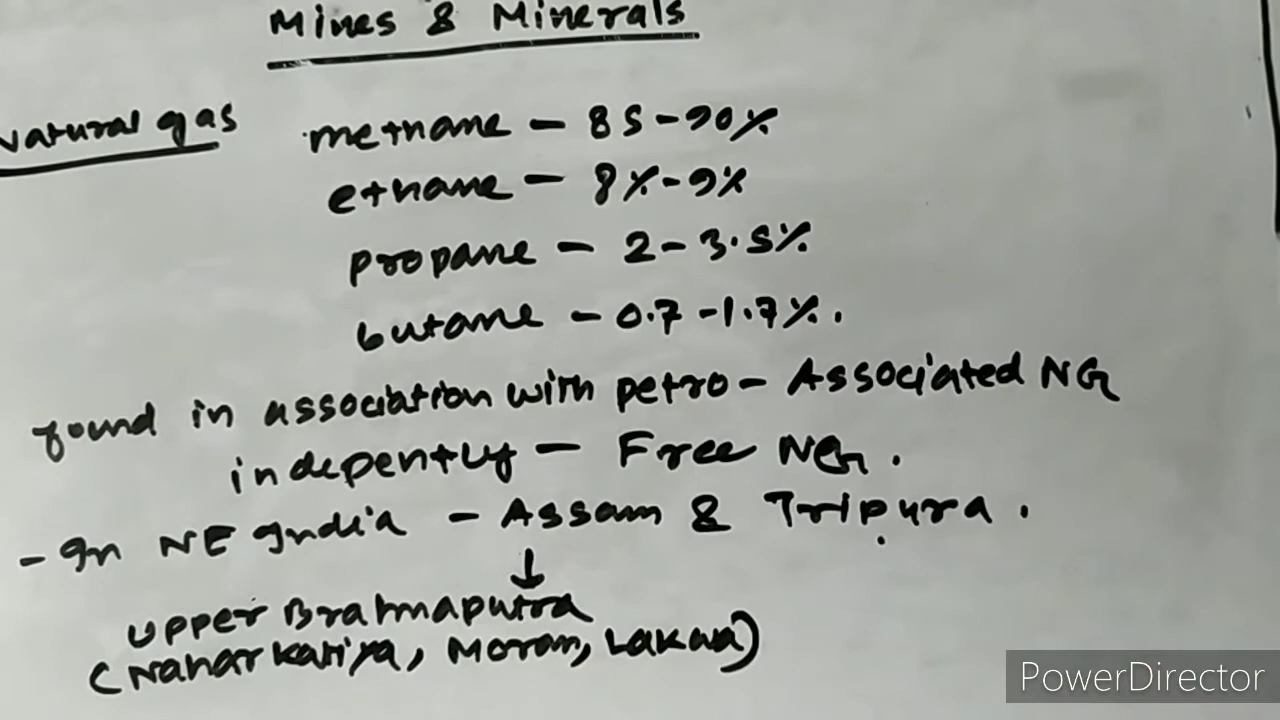 Mines & Minerals
Natural gas methane - 85-90%
ethane - 8%-9%
propane - 2-3.5%
butane - 0.7-1.7%.
found in association with petro - Associated NG
indepently - Free NG.
- In NE India - Assam & Tripura.
↓
Upper Brahmaputra
(Naharkatiya, Moran, Lakwa)
PowerDirector